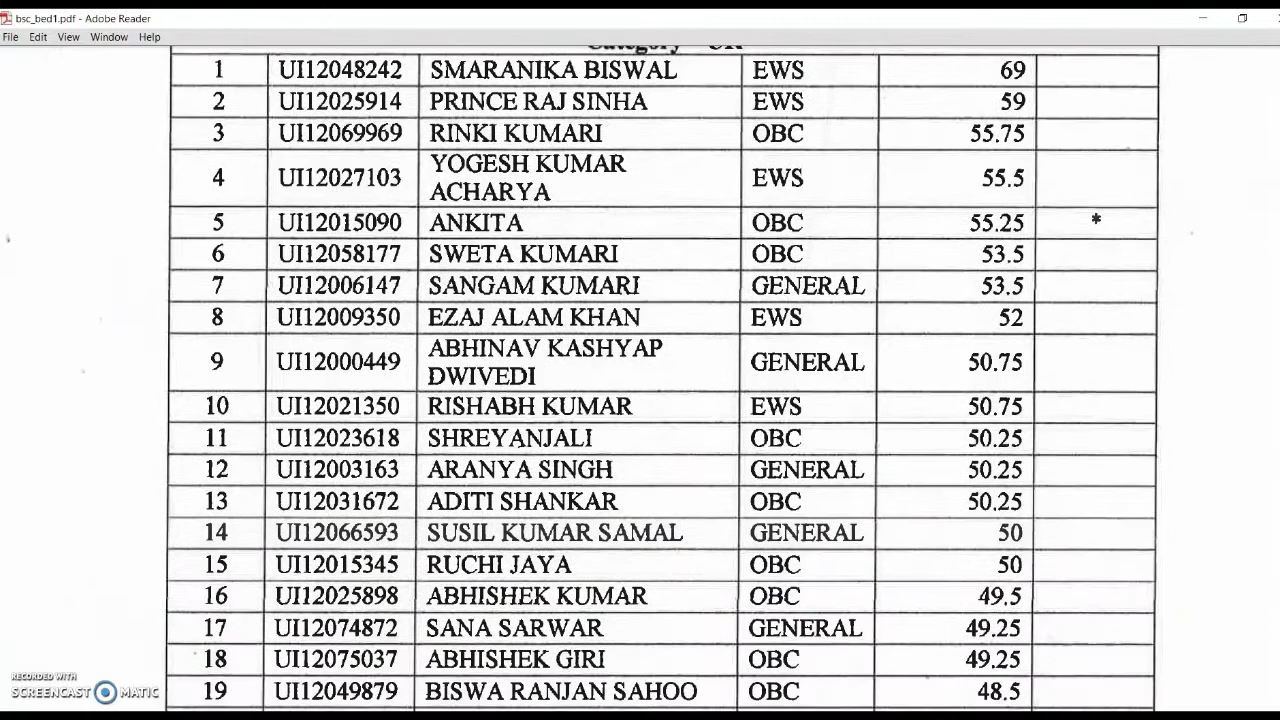 bsc_bed1.pdf - Adobe Reader
File Edit View Window Help
Category - UR
1 UI12048242 SMARANIKA BISWAL EWS 69
2 UI12025914 PRINCE RAJ SINHA EWS 59
3 UI12069969 RINKI KUMARI OBC 55.75
4 UI12027103 YOGESH KUMAR ACHARYA EWS 55.5
5 UI12015090 ANKITA OBC 55.25 *
6 UI12058177 SWETA KUMARI OBC 53.5
7 UI12006147 SANGAM KUMARI GENERAL 53.5
8 UI12009350 EZAJ ALAM KHAN EWS 52
9 UI12000449 ABHINAV KASHYAP DWIVEDI GENERAL 50.75
10 UI12021350 RISHABH KUMAR EWS 50.75
11 UI12023618 SHREYANJALI OBC 50.25
12 UI12003163 ARANYA SINGH GENERAL 50.25
13 UI12031672 ADITI SHANKAR OBC 50.25
14 UI12066593 SUSIL KUMAR SAMAL GENERAL 50
15 UI12015345 RUCHI JAYA OBC 50
16 UI12025898 ABHISHEK KUMAR OBC 49.5
17 UI12074872 SANA SARWAR GENERAL 49.25
18 UI12075037 ABHISHEK GIRI OBC 49.25
19 UI12049879 BISWA RANJAN SAHOO OBC 48.5
RECORDED WITH
SCREENCAST MATIC